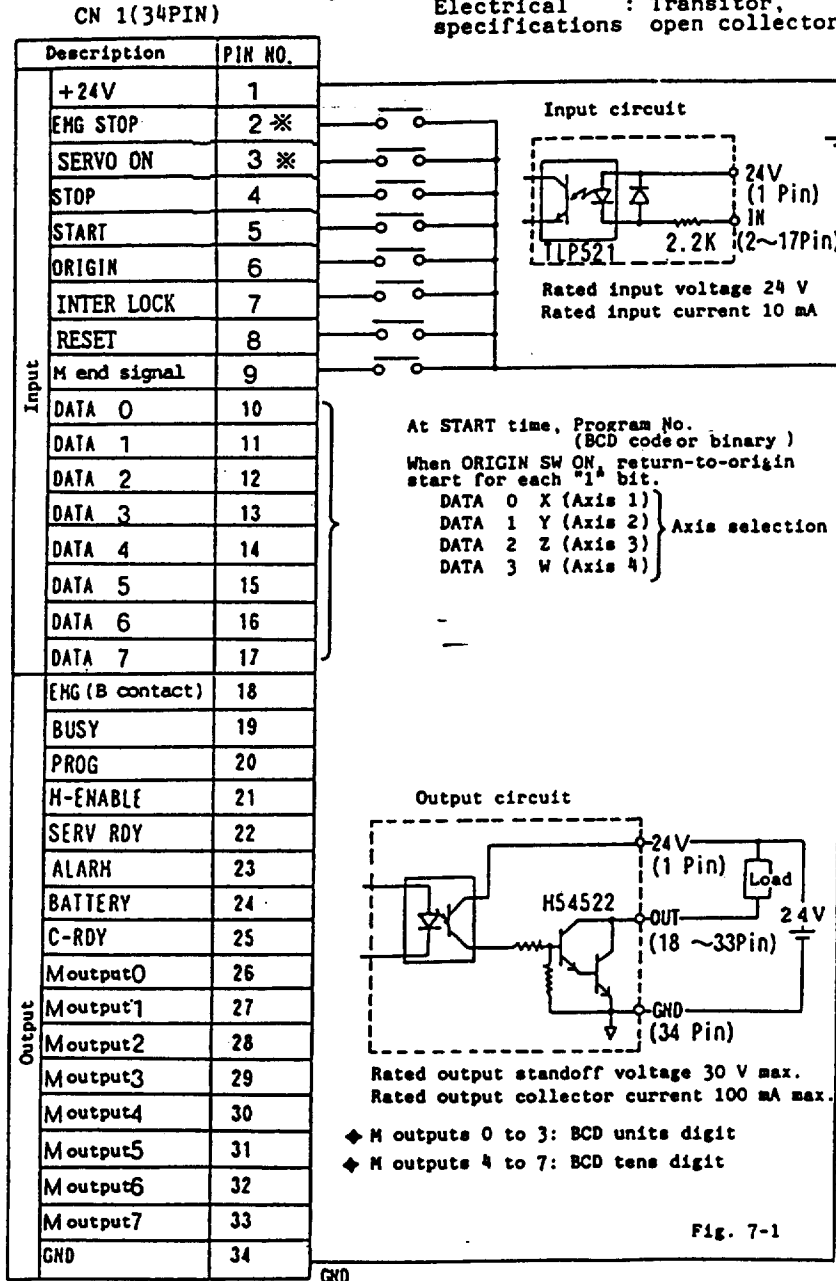 CN 1(34PIN)
Electrical : Transitor,
specifications open collector
Description PIN NO.
Input
+24V 1
EMG STOP 2 ※
SERVO ON 3 ※
STOP 4
START 5
ORIGIN 6
INTER LOCK 7
RESET 8
M end signal 9
DATA 0 10
DATA 1 11
DATA 2 12
DATA 3 13
DATA 4 14
DATA 5 15
DATA 6 16
DATA 7 17
Output
EMG (B contact) 18
BUSY 19
PROG 20
M-ENABLE 21
SERV RDY 22
ALARM 23
BATTERY 24
C-RDY 25
M output0 26
M output1 27
M output2 28
M output3 29
M output4 30
M output5 31
M output6 32
M output7 33
GND 34
GND
Input circuit
24V
(1 Pin)
IN
(2~17Pin)
2.2K
TLP521
Rated input voltage 24 V
Rated input current 10 mA
At START time, Program No.
(BCD code or binary )
When ORIGIN SW ON, return-to-origin
start for each "1" bit.
DATA 0 X (Axis 1)
DATA 1 Y (Axis 2)
DATA 2 Z (Axis 3)
DATA 3 W (Axis 4)
Axis selection
Output circuit
24V
(1 Pin)
Load
HS4522
OUT
24V
(18 ~33Pin)
GND
(34 Pin)
Rated output standoff voltage 30 V max.
Rated output collector current 100 mA max.
◆ M outputs 0 to 3: BCD units digit
◆ M outputs 4 to 7: BCD tens digit
Fig. 7-1